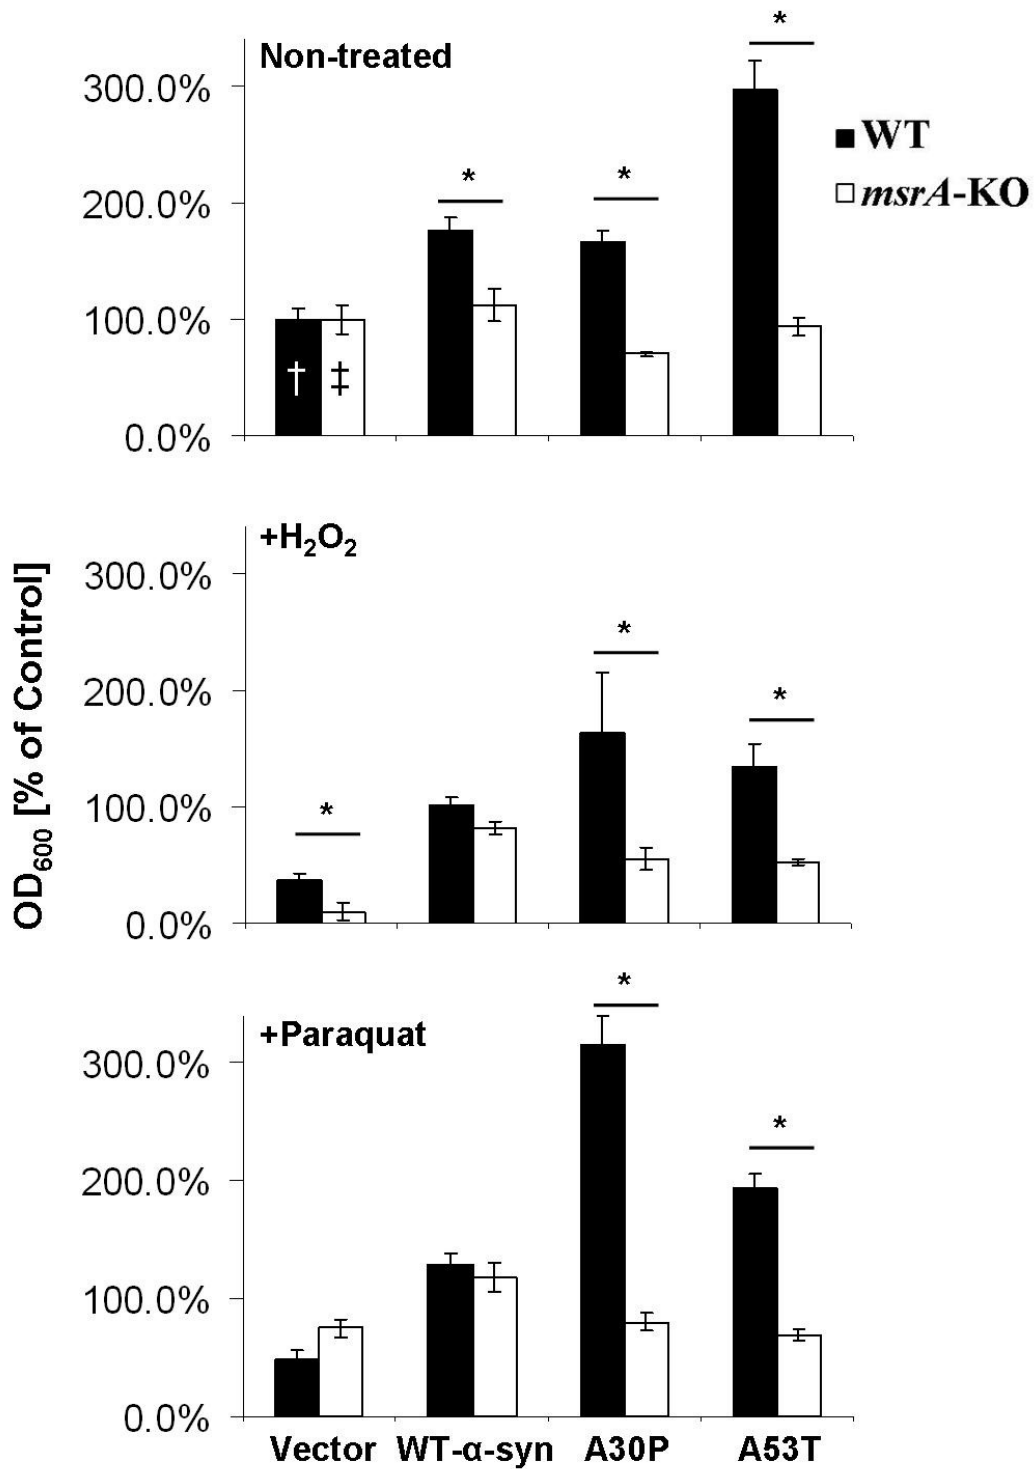 Non-treated
*
300.0%
200.0%
100.0%
0.0%
* *
† ‡
WT
msrA-KO
OD600 [% of Control]
+H2O2
300.0%
200.0%
100.0%
0.0%
* * *
+Paraquat
300.0%
200.0%
100.0%
0.0%
* *
Vector WT-α-syn A30P A53T